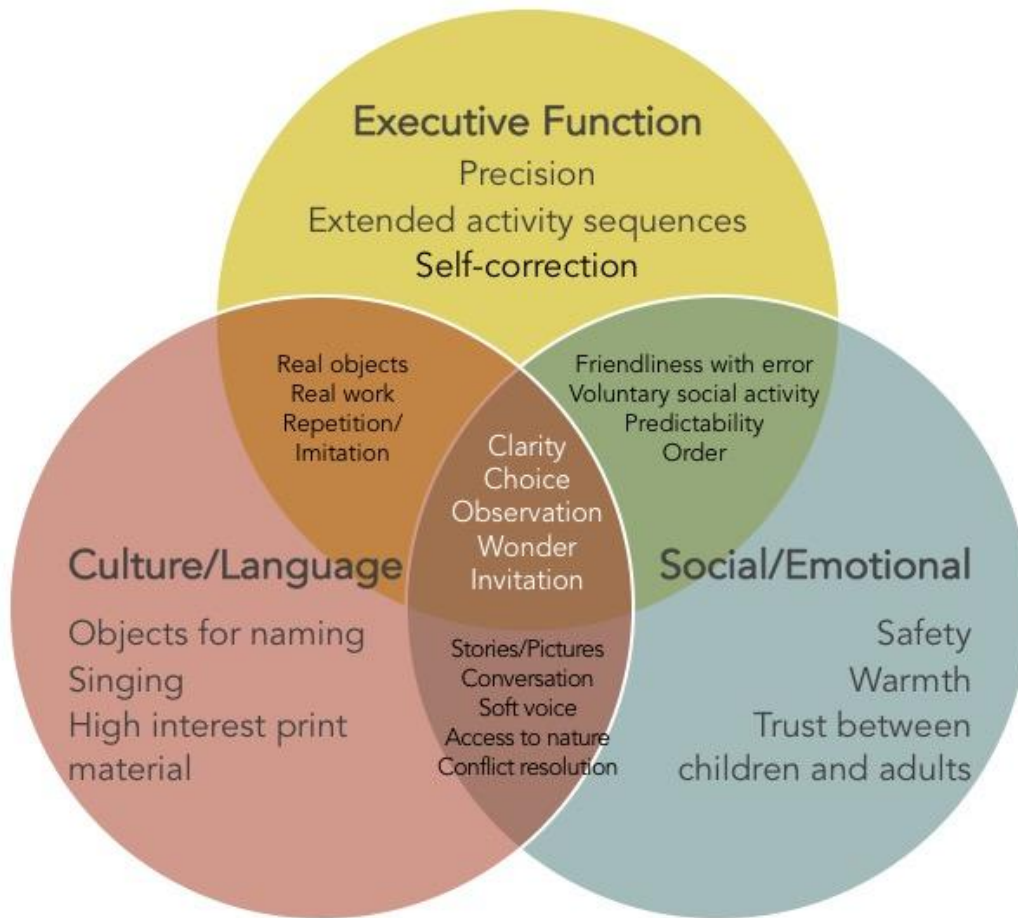 Executive Function
Precision
Extended activity sequences
Self-correction
Real objects
Real work
Repetition/
Imitation
Friendliness with error
Voluntary social activity
Predictability
Order
Clarity
Choice
Observation
Wonder
Invitation
Culture/Language
Objects for naming
Singing
High interest print
material
Social/Emotional
Safety
Warmth
Trust between
children and adults
Stories/Pictures
Conversation
Soft voice
Access to nature
Conflict resolution